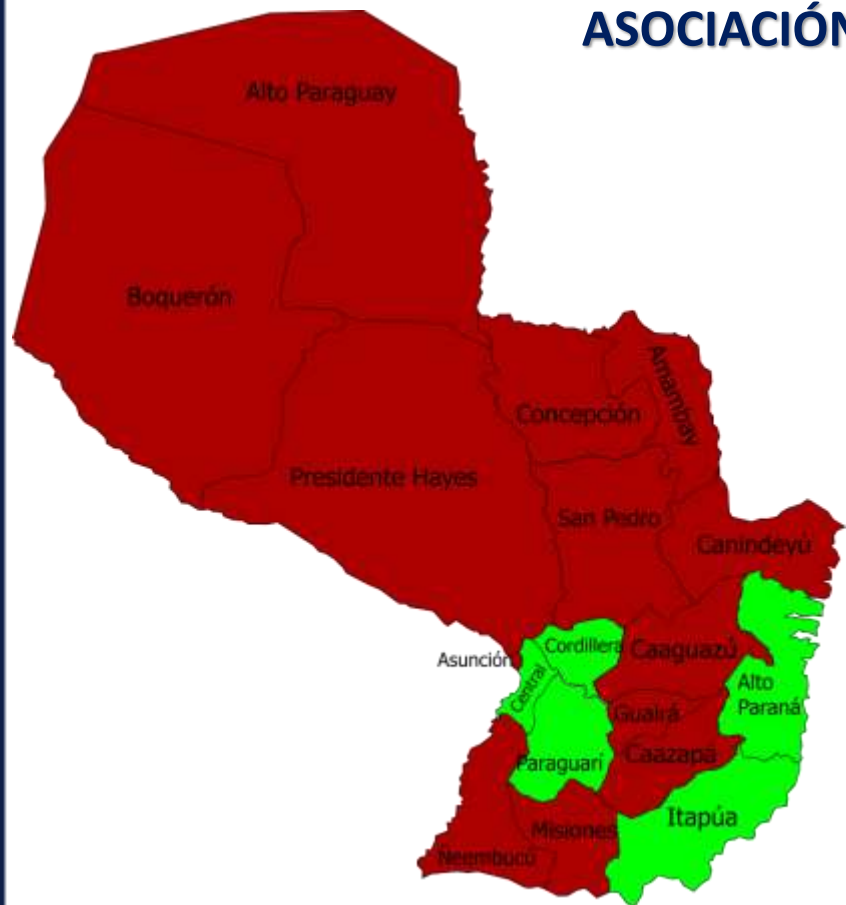 ASOCIACIÓN
Alto Paraguay
Boquerón
Amambay
Concepción
Presidente Hayes
San Pedro
Canindeyú
Asunción
Cordillera
Caaguazú
Central
Alto
Paraná
Guairá
Caazapá
Paraguarí
Itapúa
Misiones
Ñeembucú